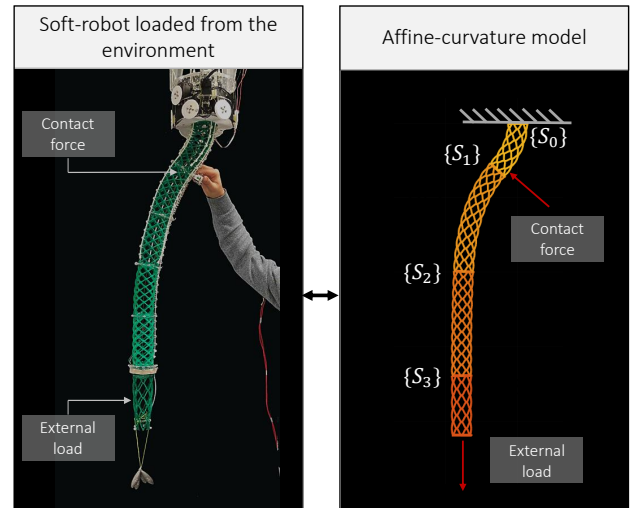 Soft-robot loaded from the
environment
Contact
force
External
load
Affine-curvature model
{S₀}
{S₁}
Contact
force
{S₂}
{S₃}
External
load